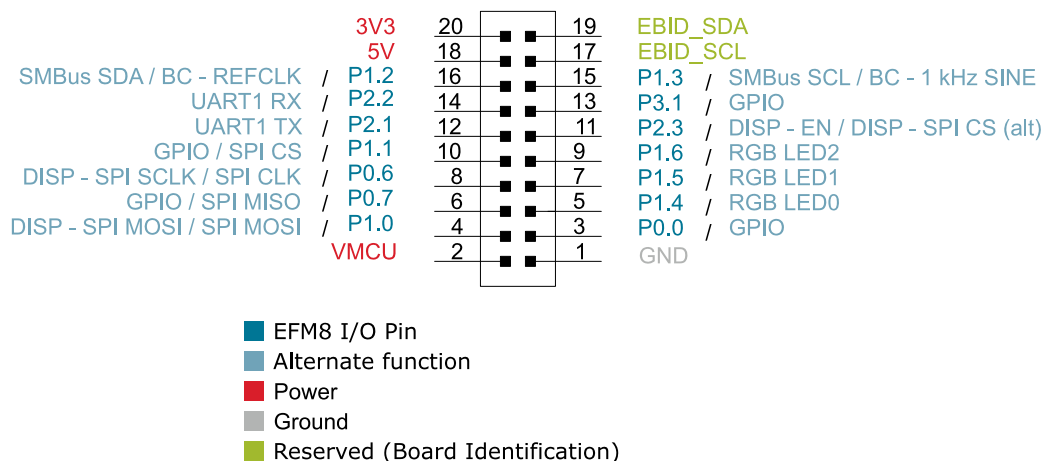 3V3 20 19 EBID_SDA
5V 18 17 EBID_SCL
SMBus SDA / BC - REFCLK / P1.2 16 15 P1.3 / SMBus SCL / BC - 1 kHz SINE
UART1 RX / P2.2 14 13 P3.1 / GPIO
UART1 TX / P2.1 12 11 P2.3 / DISP - EN / DISP - SPI CS (alt)
GPIO / SPI CS / P1.1 10 9 P1.6 / RGB LED2
DISP - SPI SCLK / SPI CLK / P0.6 8 7 P1.5 / RGB LED1
GPIO / SPI MISO / P0.7 6 5 P1.4 / RGB LED0
DISP - SPI MOSI / SPI MOSI / P1.0 4 3 P0.0 / GPIO
VMCU 2 1 GND
EFM8 I/O Pin
Alternate function
Power
Ground
Reserved (Board Identification)